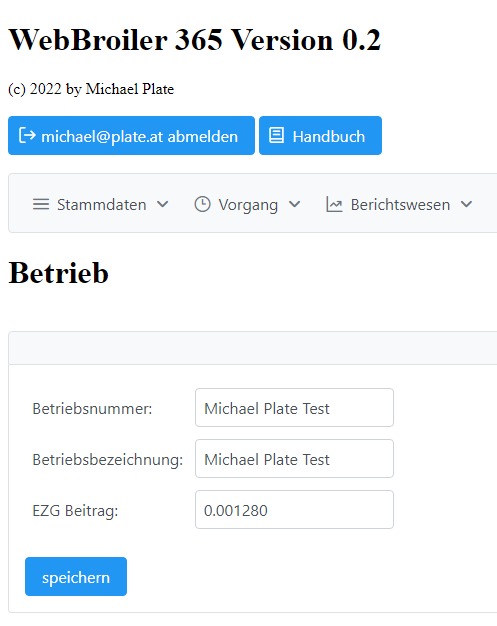 WebBroiler 365 Version 0.2
(c) 2022 by Michael Plate
michael@plate.at abmelden Handbuch
Stammdaten Vorgang Berichtswesen
Betrieb
Betriebsnummer: Michael Plate Test
Betriebsbezeichnung: Michael Plate Test
EZG Beitrag: 0.001280
speichern